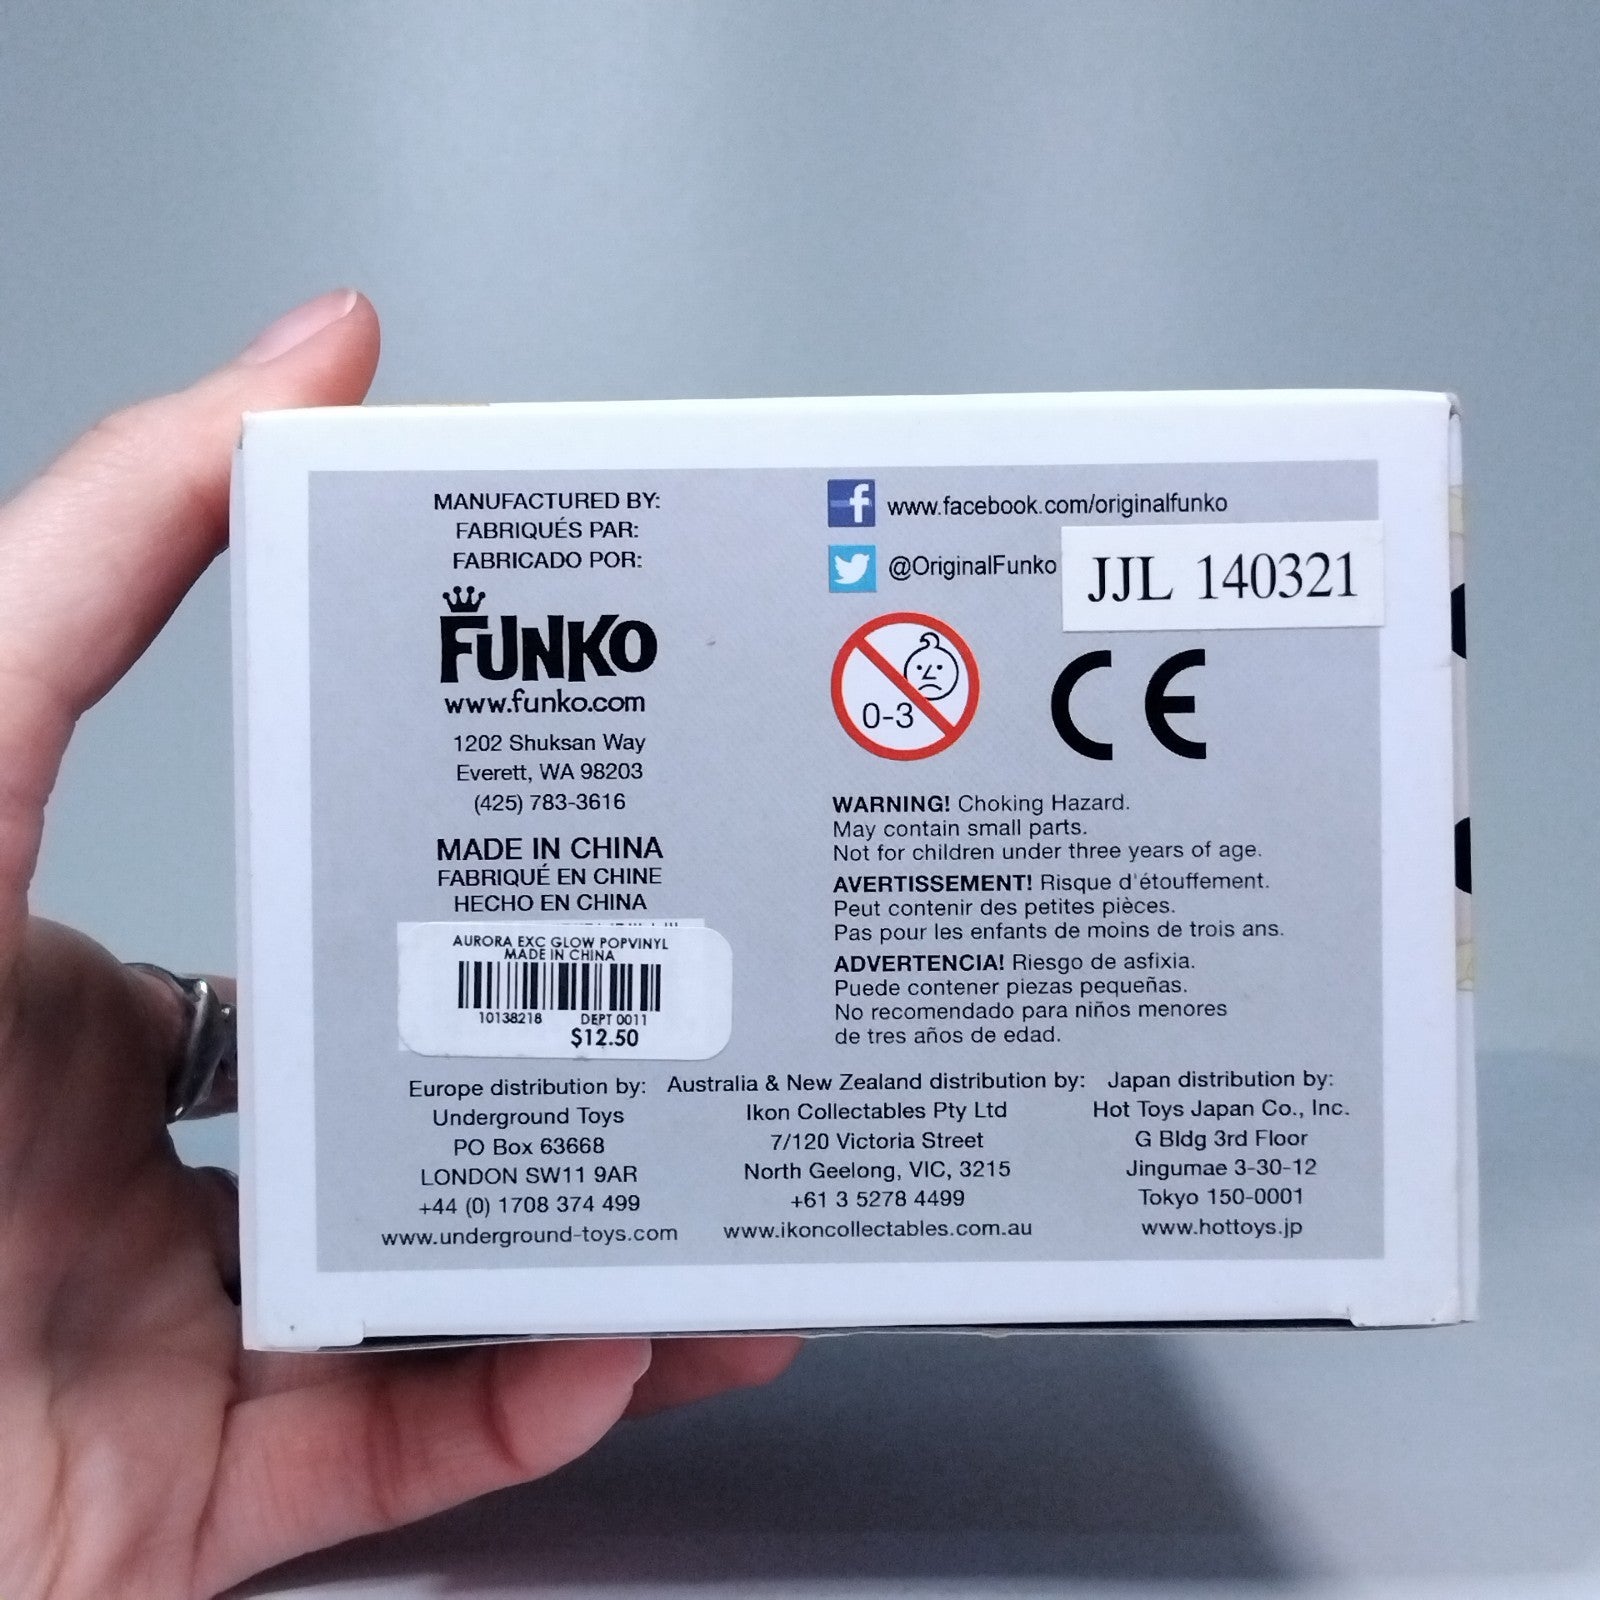 MANUFACTURED BY:
FABRIQUÉS PAR:
FABRICADO POR:
FUNKO
www.funko.com
1202 Shuksan Way
Everett, WA 98203
(425) 783-3616
MADE IN CHINA
FABRIQUÉ EN CHINE
HECHO EN CHINA
AURORA EXC GLOW POPVINYL
MADE IN CHINA
10138218 DEPT 0011
$12.50
f www.facebook.com/originalfunko
@OriginalFunko
JJL 140321
0-3
CE
WARNING! Choking Hazard.
May contain small parts.
Not for children under three years of age.
AVERTISSEMENT! Risque d'étouffement.
Peut contenir des petites pièces.
Pas pour les enfants de moins de trois ans.
ADVERTENCIA! Riesgo de asfixia.
Puede contener piezas pequeñas.
No recomendado para niños menores
de tres años de edad.
Europe distribution by:
Underground Toys
PO Box 63668
LONDON SW11 9AR
+44 (0) 1708 374 499
www.underground-toys.com
Australia & New Zealand distribution by:
Ikon Collectables Pty Ltd
7/120 Victoria Street
North Geelong, VIC, 3215
+61 3 5278 4499
www.ikoncollectables.com.au
Japan distribution by:
Hot Toys Japan Co., Inc.
G Bldg 3rd Floor
Jingumae 3-30-12
Tokyo 150-0001
www.hottoys.jp